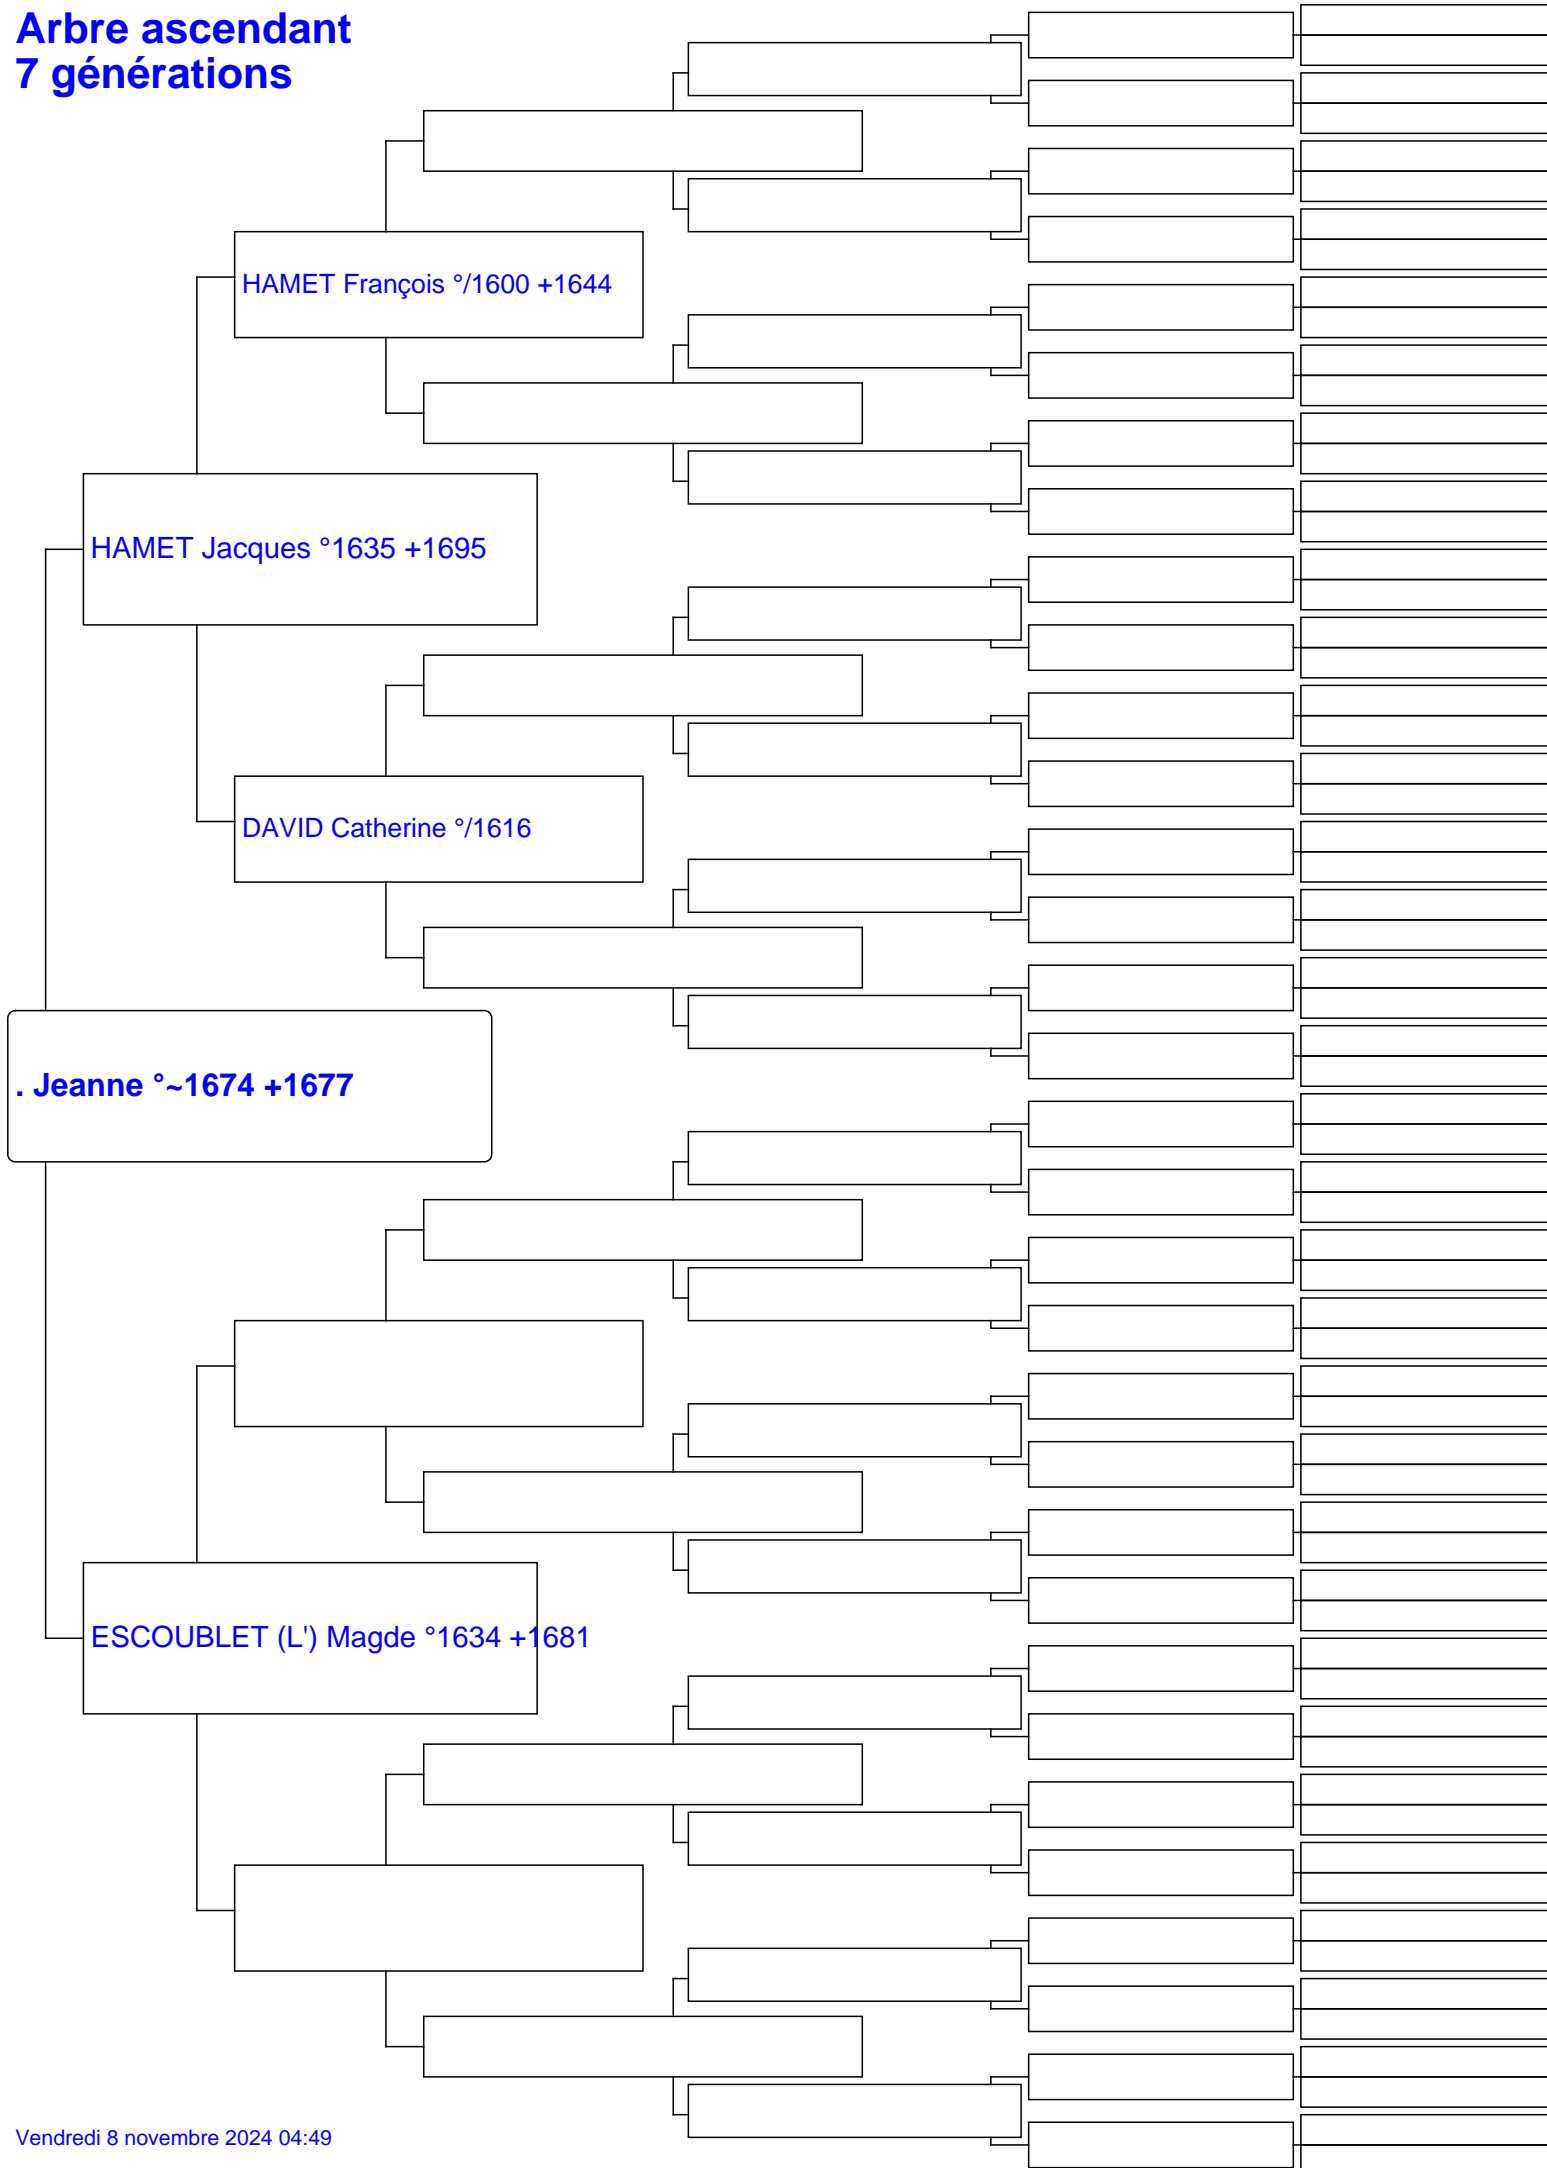 Arbre ascendant
7 générations
HAMET François °/1600 +1644
HAMET Jacques °1635 +1695
DAVID Catherine °/1616
. Jeanne °~1674 +1677
ESCOUBLET (L') Magde °1634 +1681
Vendredi 8 novembre 2024 04:49